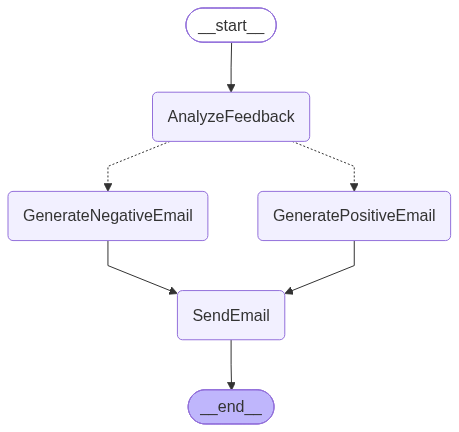 __start__
AnalyzeFeedback
GenerateNegativeEmail
GeneratePositiveEmail
SendEmail
__end__